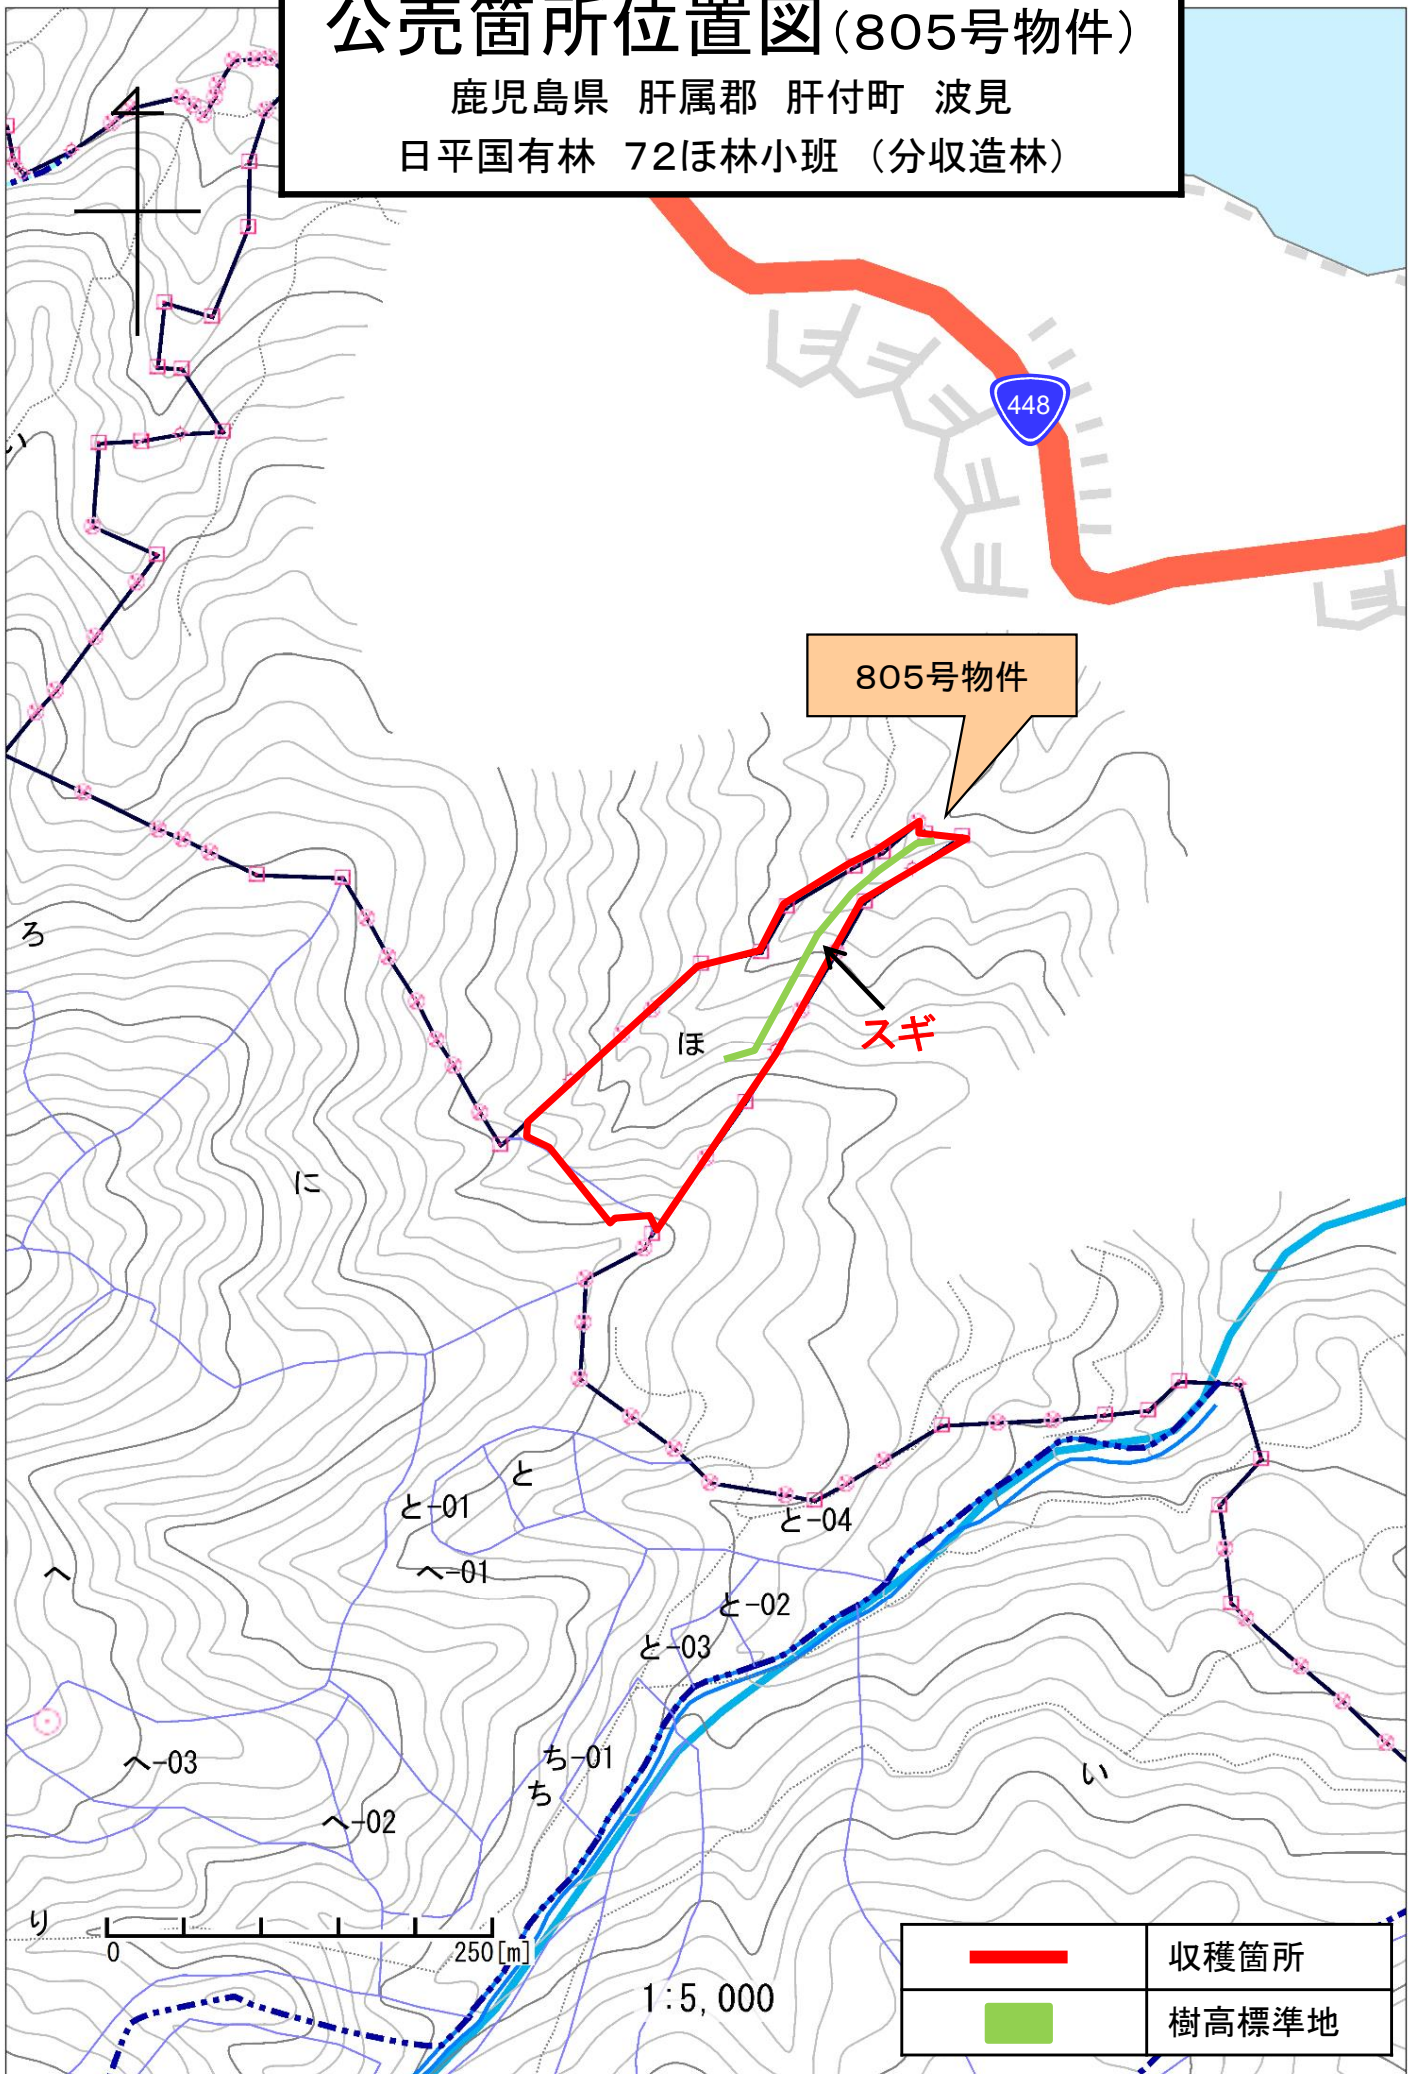 公売箇所位置図(805号物件)
鹿児島県 肝属郡 肝付町 波見
日平国有林 72ほ林小班 (分収造林)
448
い
805号物件
ろ
スギ
ほ
に
と
と-01
と-04
へ
へ-01
と-02
と-03
ち-01
へ-03
い
ち
へ-02
り
0 250[m]
1:5,000
収穫箇所
樹高標準地